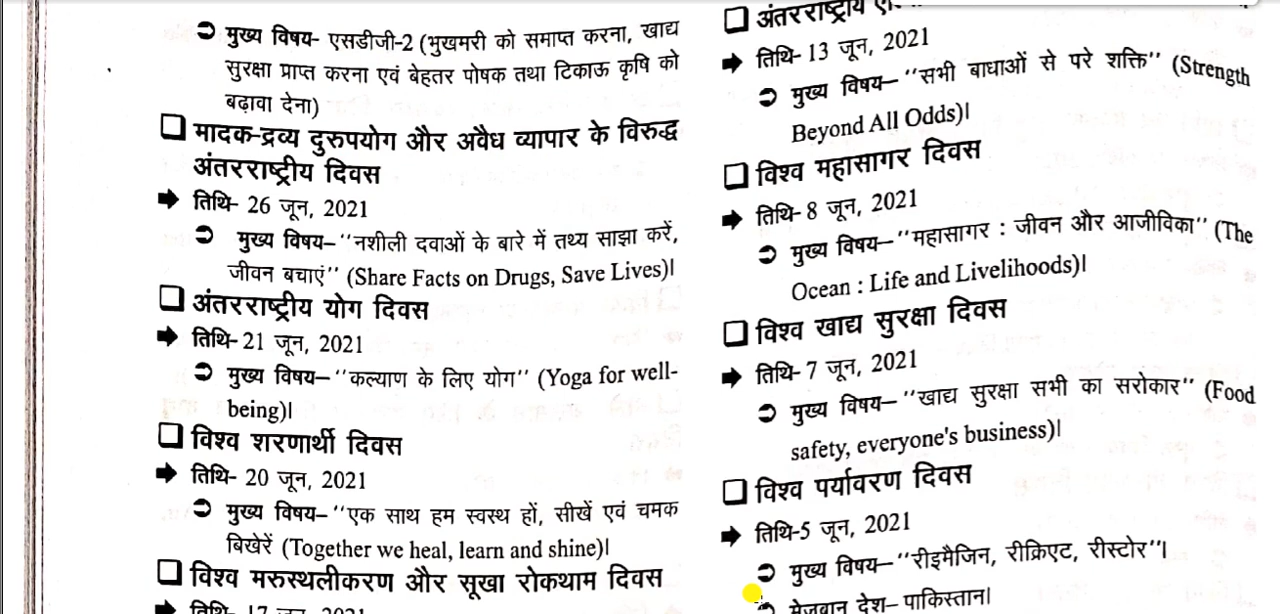 मुख्य विषय- एसडीजी-2 (भुखमरी को समाप्त करना, खाद्य
सुरक्षा प्राप्त करना एवं बेहतर पोषक तथा टिकाऊ कृषि को
बढ़ावा देना)
मादक-द्रव्य दुरुपयोग और अवैध व्यापार के विरुद्ध
अंतरराष्ट्रीय दिवस
तिथि- 26 जून, 2021
मुख्य विषय–"नशीली दवाओं के बारे में तथ्य साझा करें,
जीवन बचाएं" (Share Facts on Drugs, Save Lives)|
अंतरराष्ट्रीय योग दिवस
तिथि- 21 जून, 2021
मुख्य विषय–"कल्याण के लिए योग" (Yoga for well-
being)|
विश्व शरणार्थी दिवस
तिथि- 20 जून, 2021
मुख्य विषय–"एक साथ हम स्वस्थ हों, सीखें एवं चमक
बिखेरें (Together we heal, learn and shine)|
विश्व मरुस्थलीकरण और सूखा रोकथाम दिवस
तिथि- 17 जून, 2021
अंतरराष्ट्रीय
तिथि- 13 जून, 2021
मुख्य विषय–"सभी बाधाओं से परे शक्ति" (Strength
Beyond All Odds)|
विश्व महासागर दिवस
तिथि- 8 जून, 2021
मुख्य विषय–"महासागर : जीवन और आजीविका" (The
Ocean : Life and Livelihoods)|
विश्व खाद्य सुरक्षा दिवस
तिथि- 7 जून, 2021
मुख्य विषय–"खाद्य सुरक्षा सभी का सरोकार" (Food
safety, everyone's business)|
विश्व पर्यावरण दिवस
तिथि-5 जून, 2021
मुख्य विषय–"रीइमैजिन, रीक्रिएट, रीस्टोर"|
मेजबान देश– पाकिस्तान|